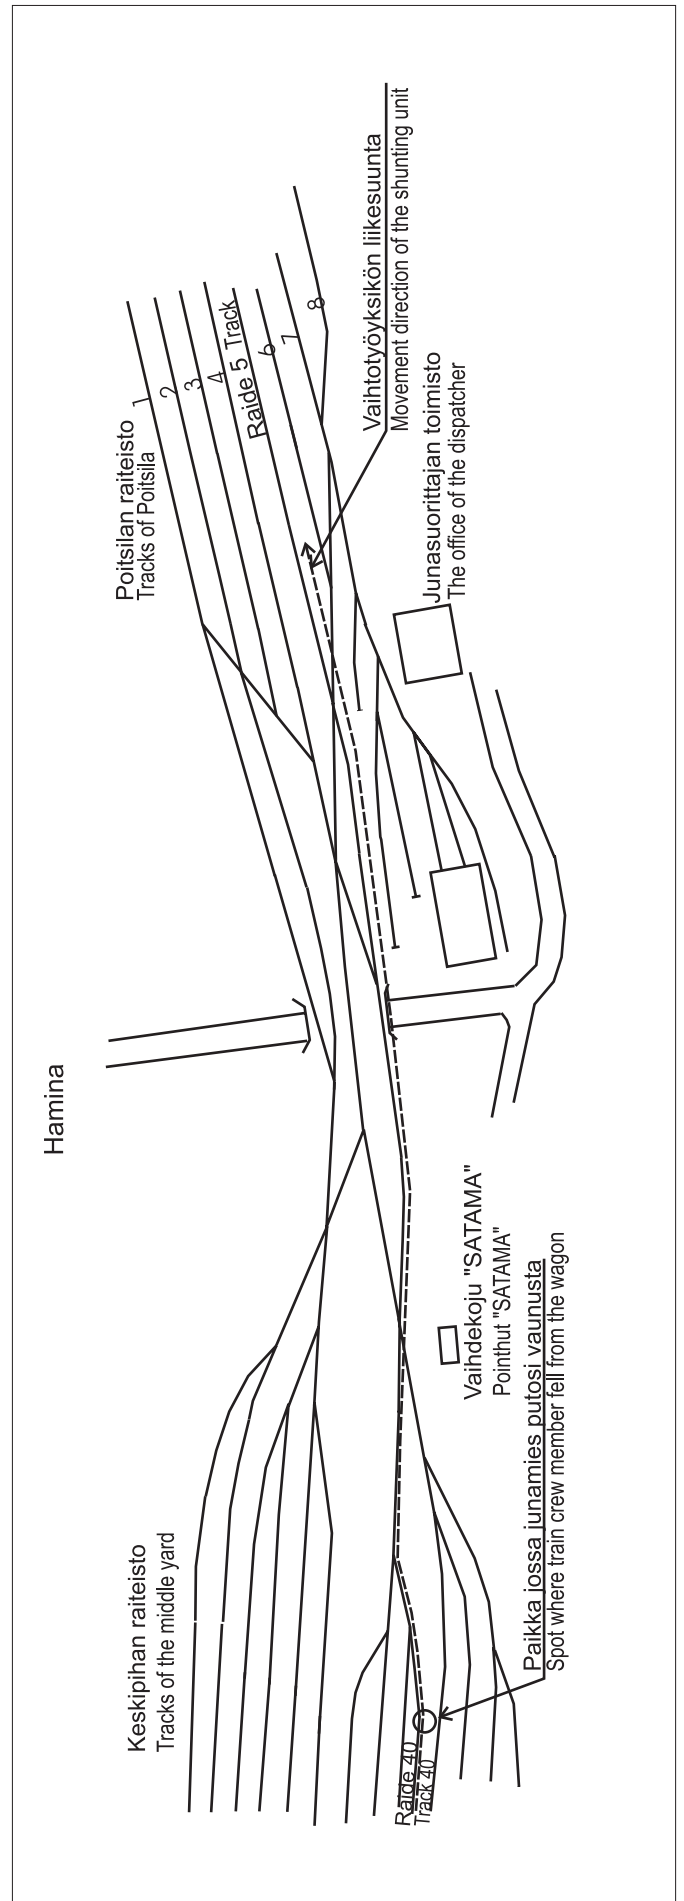 Hamina
Poitsilan raiteisto
Tracks of Poitsila
1
2
3
4
Raide 5 Track
6
7
8
Vaihtotyöyksikön liikesuunta
Movement direction of the shunting unit
Junasuorittajan toimisto
The office of the dispatcher
Vaihdekoju "SATAMA"
Pointhut "SATAMA"
Keskipihan raiteisto
Tracks of the middle yard
Paikka jossa junamies putosi vaunusta
Spot where train crew member fell from the wagon
Raide 40
Track 40